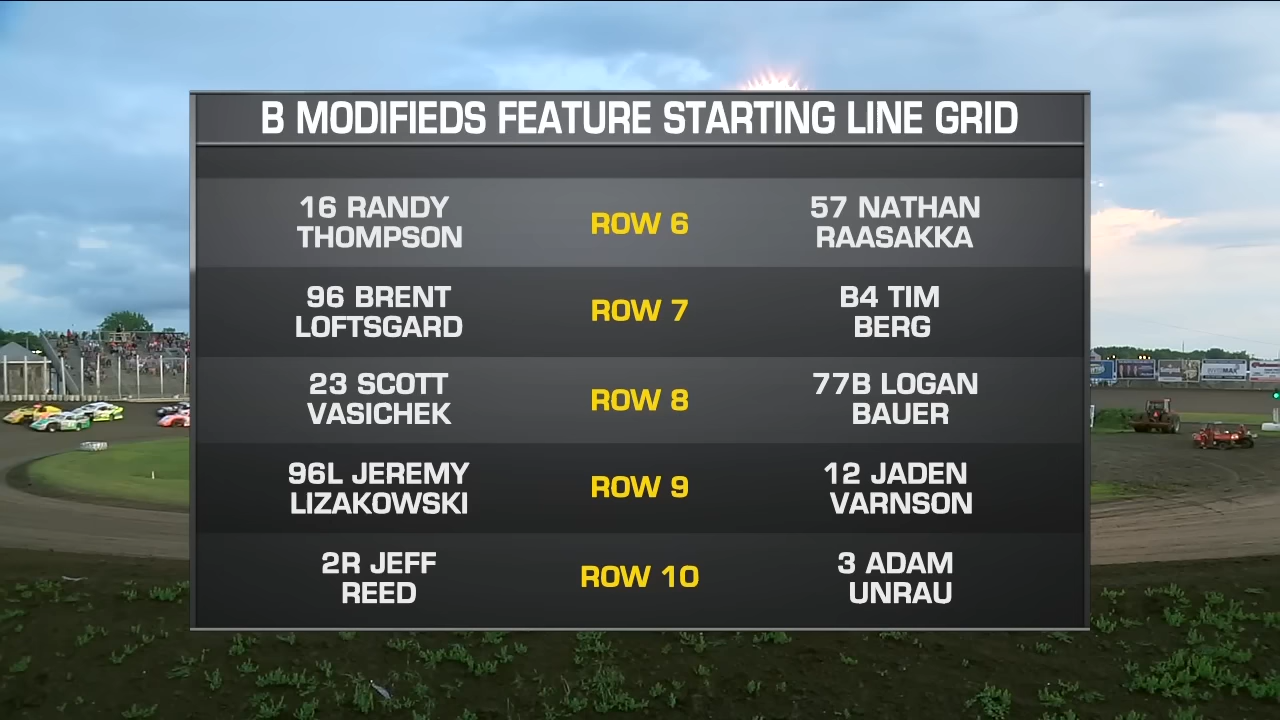 B MODIFIEDS FEATURE STARTING LINE GRID
16 RANDY
THOMPSON
ROW 6
57 NATHAN
RAASAKKA
96 BRENT
LOFTSGARD
ROW 7
B4 TIM
BERG
23 SCOTT
VASICHEK
ROW 8
77B LOGAN
BAUER
96L JEREMY
LIZAKOWSKI
ROW 9
12 JADEN
VARNSON
2R JEFF
REED
ROW 10
3 ADAM
UNRAU